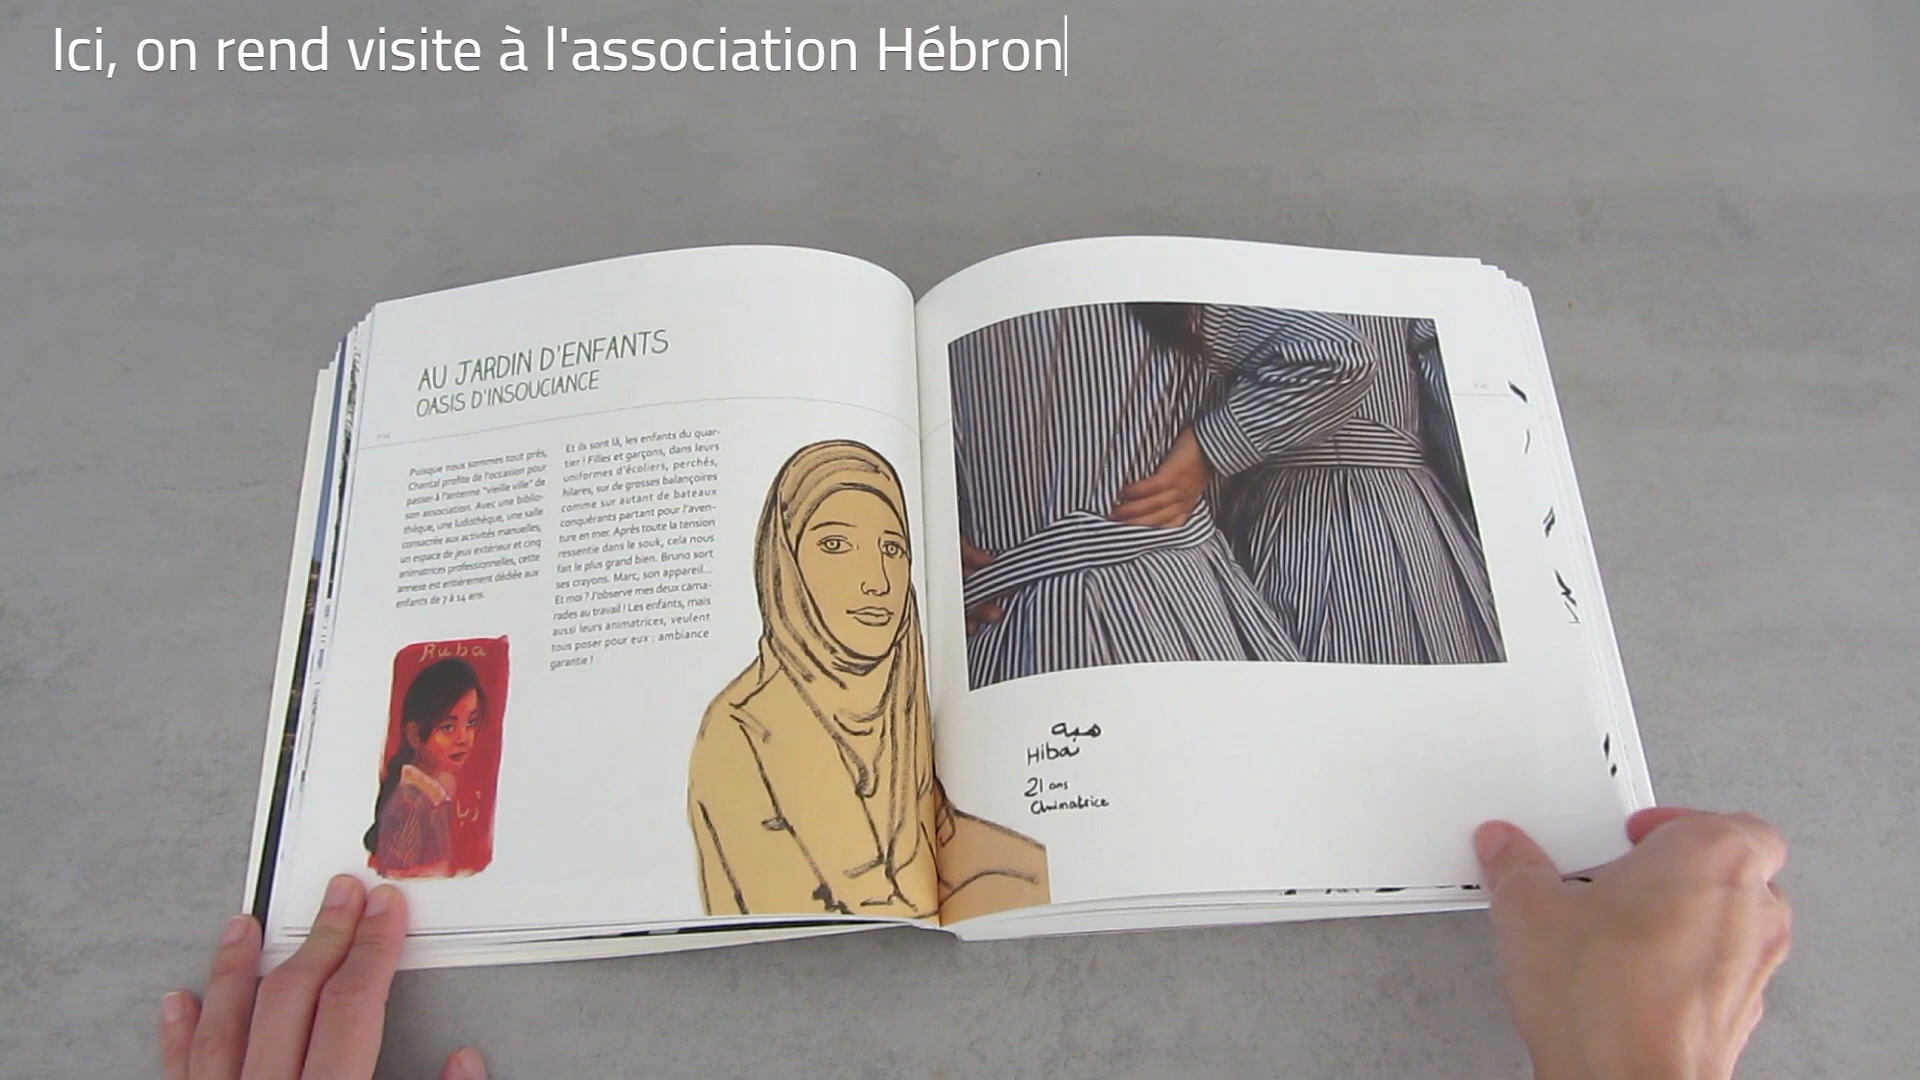 Ici, on rend visite à l'association Hébron
AU JARDIN D'ENFANTS
OASIS D'INSOUCIANCE
Puisque nous sommes tout près,
Chantal profite de l'occasion pour
passer à l'antenne "vieille ville" de
son association. Avec une biblio-
thèque, une ludothèque, une salle
consacrée aux activités manuelles,
un espace de jeux extérieur et cinq
animatrices professionnelles, cette
annexe est entièrement dédiée aux
enfants de 7 à 14 ans.
Et ils sont là, les enfants du quar-
tier ! Filles et garçons, dans leurs
uniformes d'écoliers, perchés,
hilares, sur de grosses balançoires
comme sur autant de bateaux
conquérants partant pour l'aven-
ture en mer. Après toute la tension
ressentie dans le souk, cela nous
fait le plus grand bien. Bruno sort
ses crayons. Marc, son appareil...
Et moi ? J'observe mes deux cama-
rades au travail ! Les enfants, mais
aussi leurs animatrices, veulent
tous poser pour eux : ambiance
garantie !
Ruba
رُبا
هبه
Hiba
21 ans
Animatrice